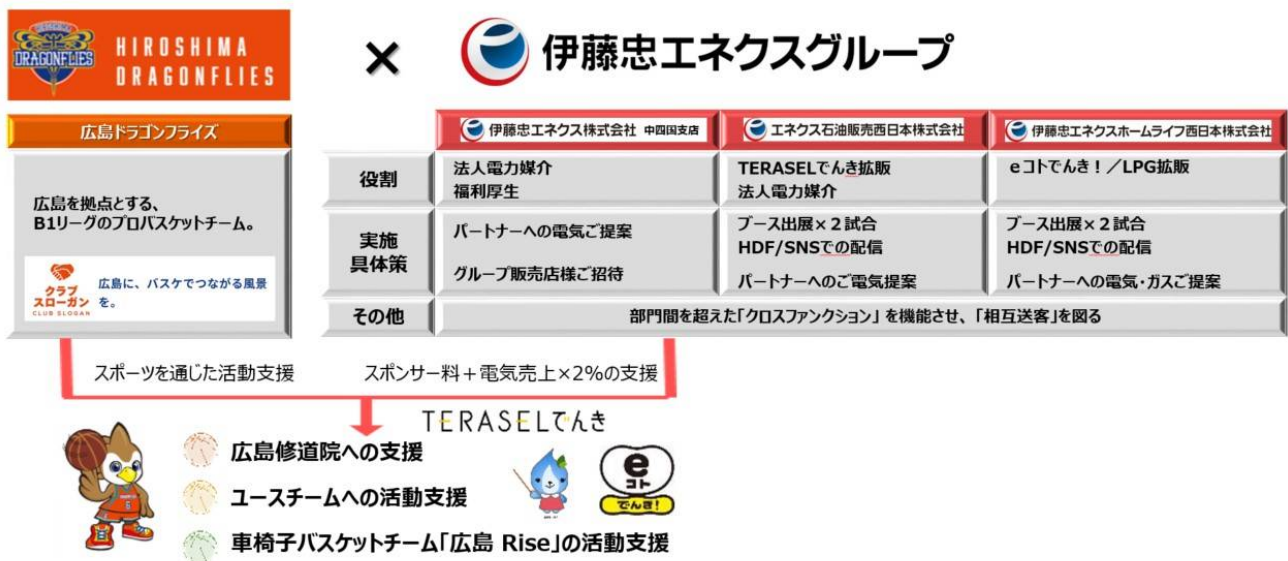 HIROSHIMA
DRAGONFLIES
DRAGONFLIES
×
伊藤忠エネクスグループ
広島ドラゴンフライズ
広島を拠点とする、
B1リーグのプロバスケットチーム。
クラブ
スローガン
CLUB SLOGAN
広島に、バスケでつながる風景
を。
伊藤忠エネクス株式会社 中四国支店
エネクス石油販売西日本株式会社
伊藤忠エネクスホームライフ西日本株式会社
役割
法人電力媒介
福利厚生
TERASELでんき拡販
法人電力媒介
eコトでんき!/LPG拡販
実施
具体策
パートナーへの電気ご提案
グループ販売店様ご招待
ブース出展×2試合
HDF/SNSでの配信
パートナーへのご電気提案
ブース出展×2試合
HDF/SNSでの配信
パートナーへの電気・ガスご提案
その他
部門間を超えた「クロスファンクション」を機能させ、「相互送客」を図る
スポーツを通じた活動支援
スポンサー料+電気売上×2%の支援
TERASELでんき
広島修道院への支援
ユースチームへの活動支援
車椅子バスケットチーム「広島 Rise」の活動支援
e
コト
でんき!